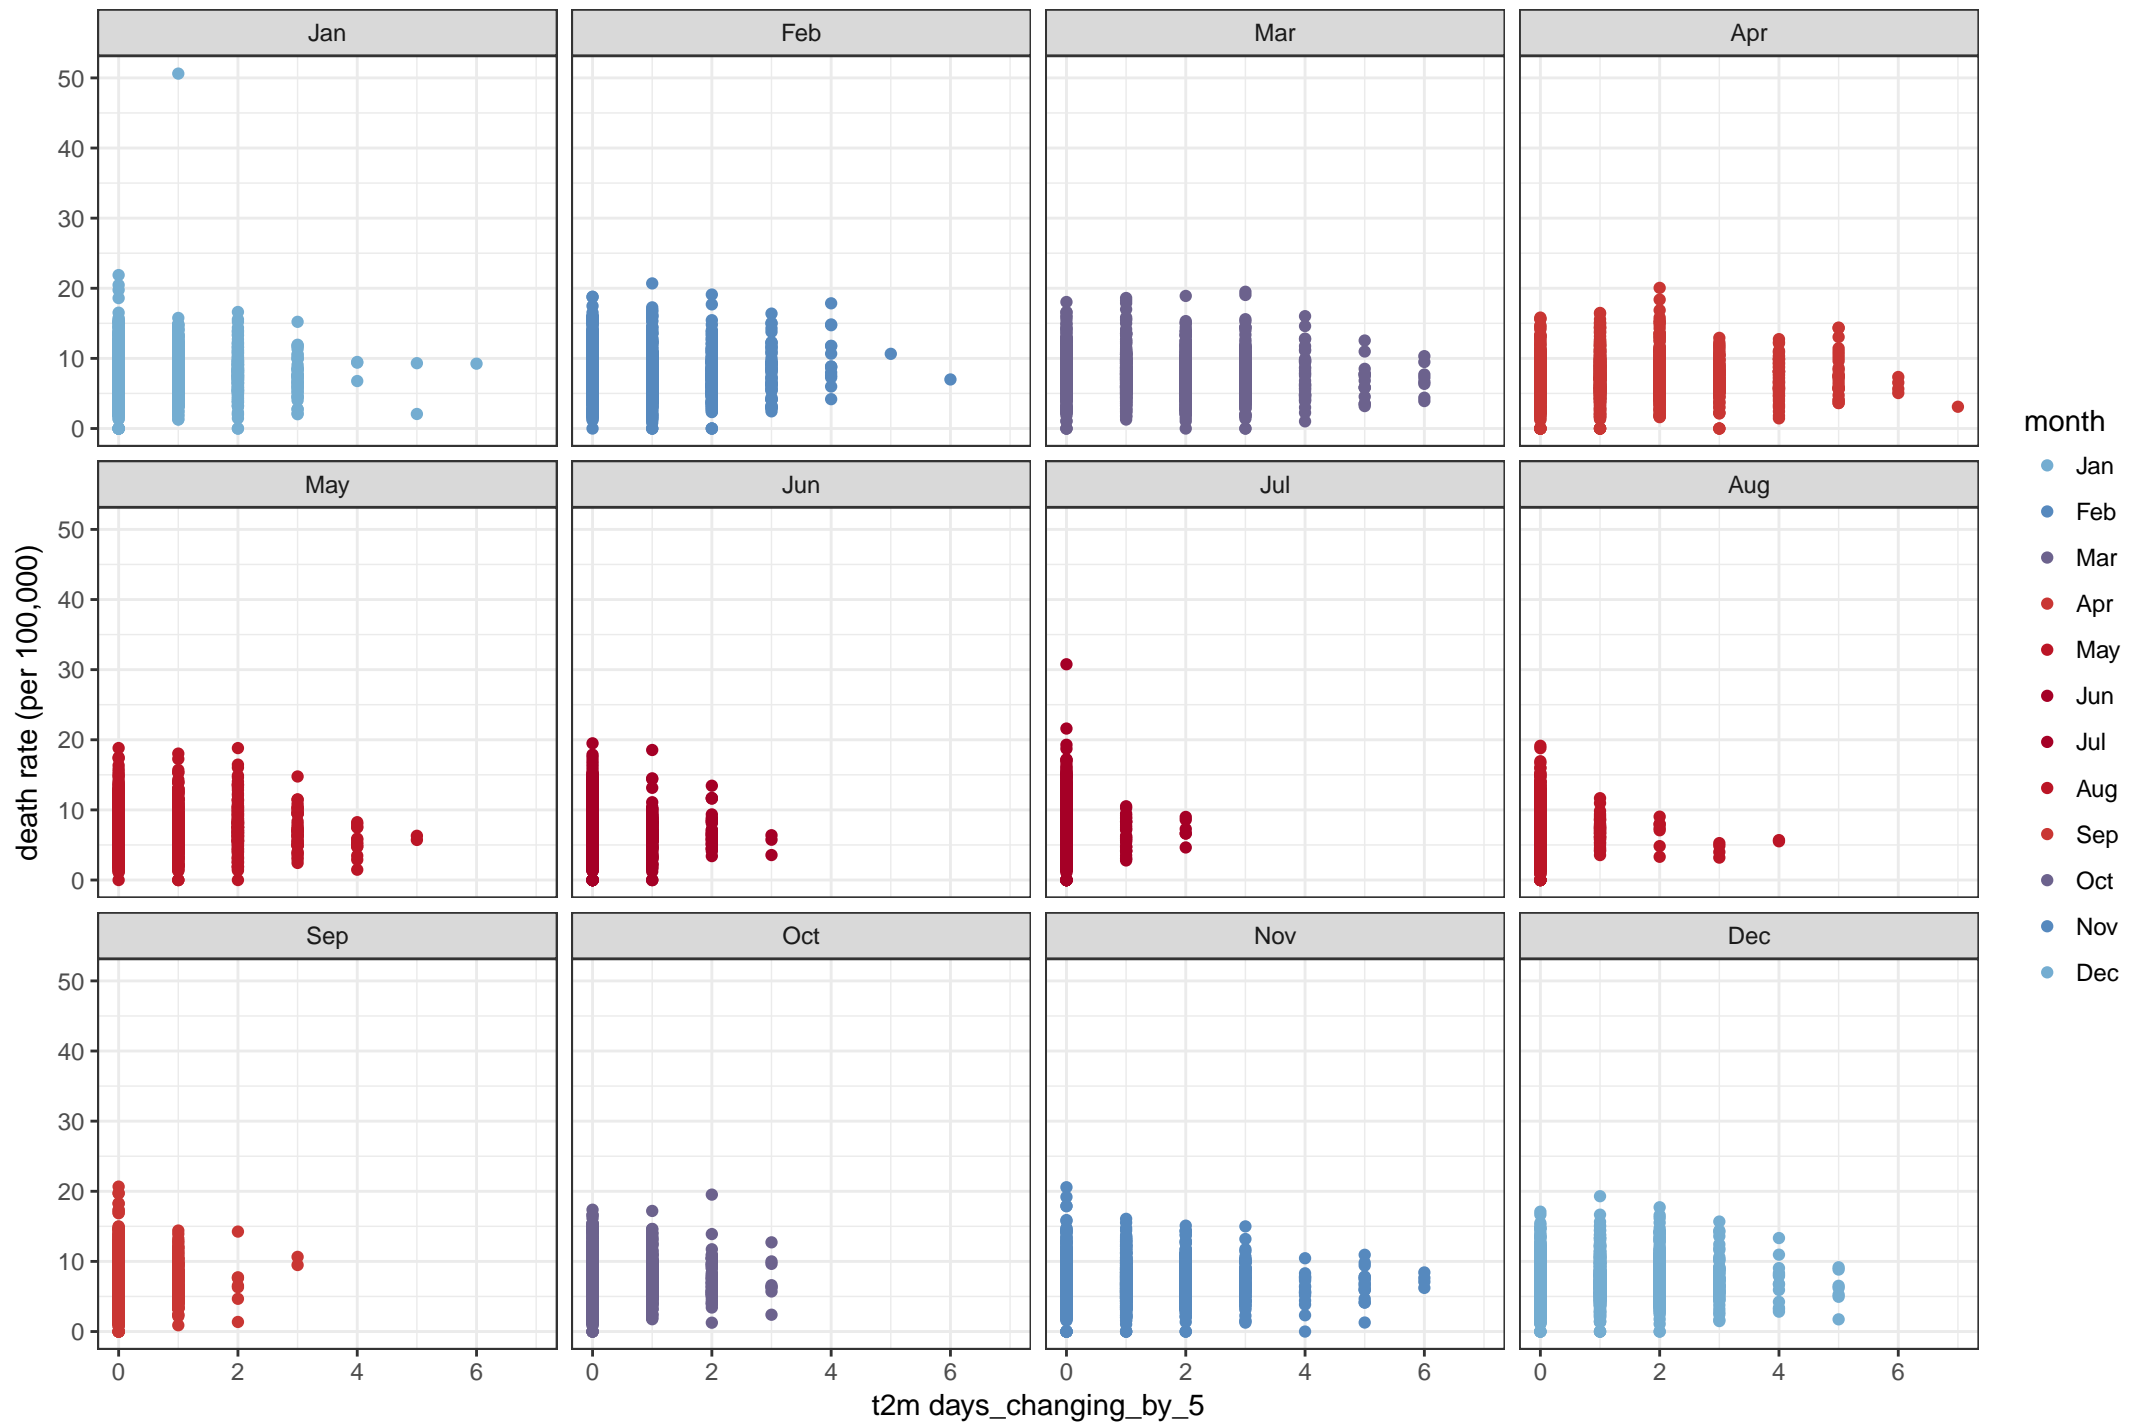 Jan Feb Mar Apr
50
40
30
20
10
0
May Jun Jul Aug
50
40
30
20
10
0
Sep Oct Nov Dec
50
40
30
20
10
0
0 2 4 6 0 2 4 6 0 2 4 6 0 2 4 6
t2m days_changing_by_5
death rate (per 100,000)
month
Jan
Feb
Mar
Apr
May
Jun
Jul
Aug
Sep
Oct
Nov
Dec